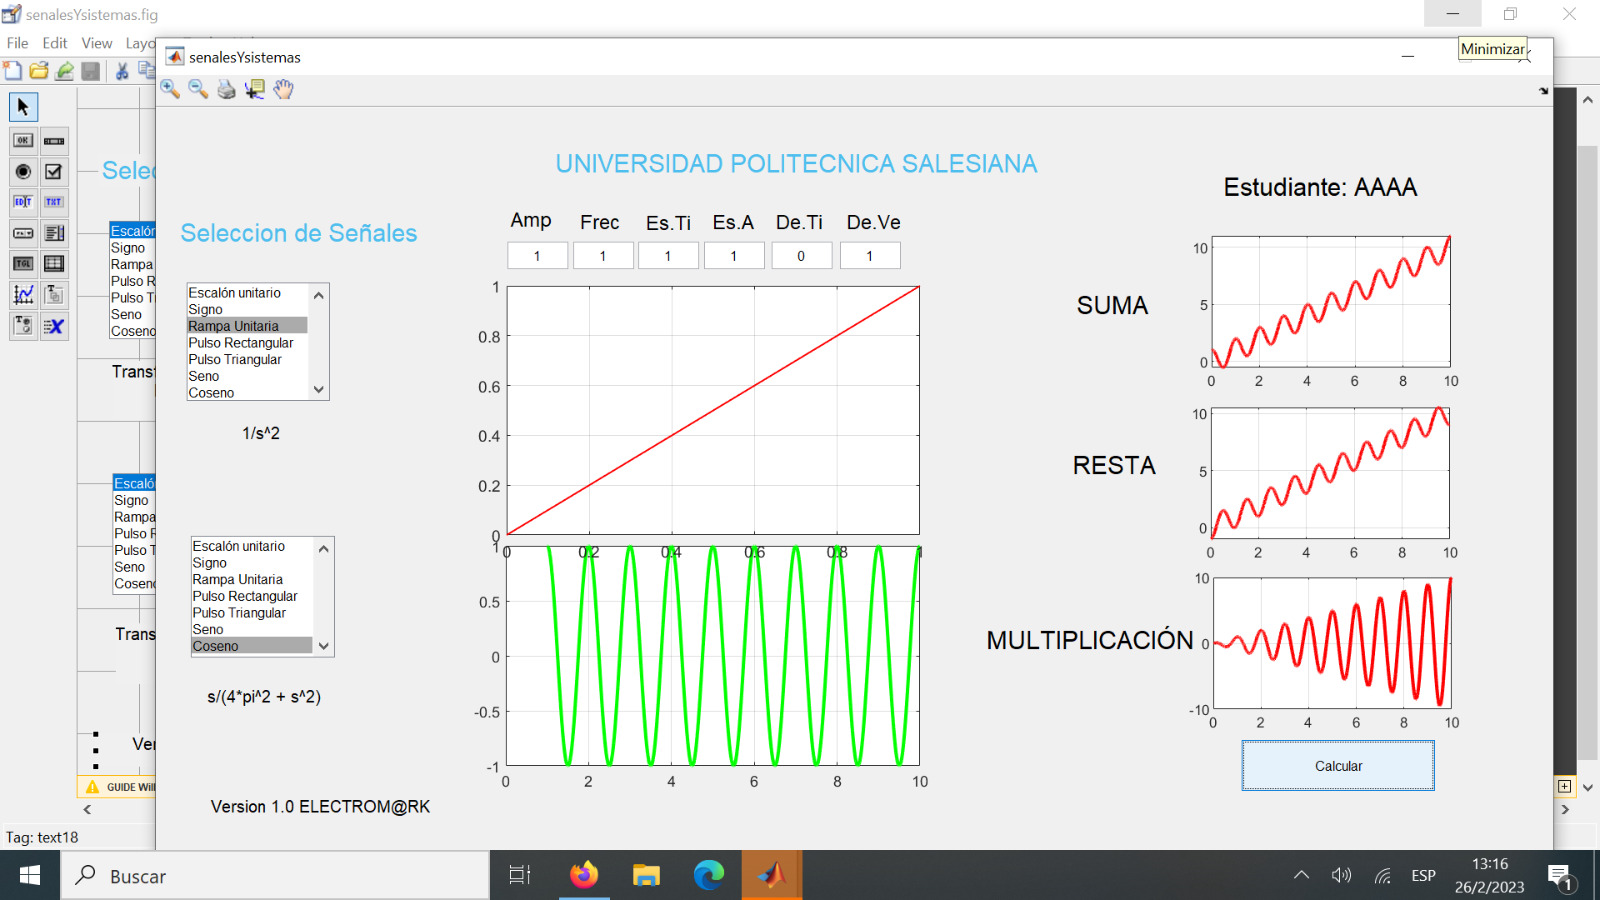 senalesYsistemas.fig
File Edit View Layo
senalesYsistemas
Minimizar
UNIVERSIDAD POLITECNICA SALESIANA
Estudiante: AAAA
Selec
Seleccion de Señales
Amp Frec Es.Ti Es.A De.Ti De.Ve
1 1 1 1 0 1
Escalón
Signo
Rampa
Pulso R
Pulso Ti
Seno
Coseno
Trans
Escalón unitario
Signo
Rampa Unitaria
Pulso Rectangular
Pulso Triangular
Seno
Coseno
1/s^2
1
0.8
0.6
0.4
0.2
0
0 0.2 0.4 0.6 0.8 1
SUMA
10
5
0
0 2 4 6 8 10
RESTA
10
5
0
0 2 4 6 8 10
MULTIPLICACIÓN
10
0
-10
0 2 4 6 8 10
Escaló
Signo
Rampa
Pulso R
Pulso T
Seno
Coseno
Trans
Escalón unitario
Signo
Rampa Unitaria
Pulso Rectangular
Pulso Triangular
Seno
Coseno
s/(4*pi^2 + s^2)
1
0.5
0
-0.5
-1
0 2 4 6 8 10
Calcular
Ver
GUIDE Will
Version 1.0 ELECTROM@RK
Tag: text18
Buscar
ESP
13:16
26/2/2023
1
OK
EDIT TXT
TGL